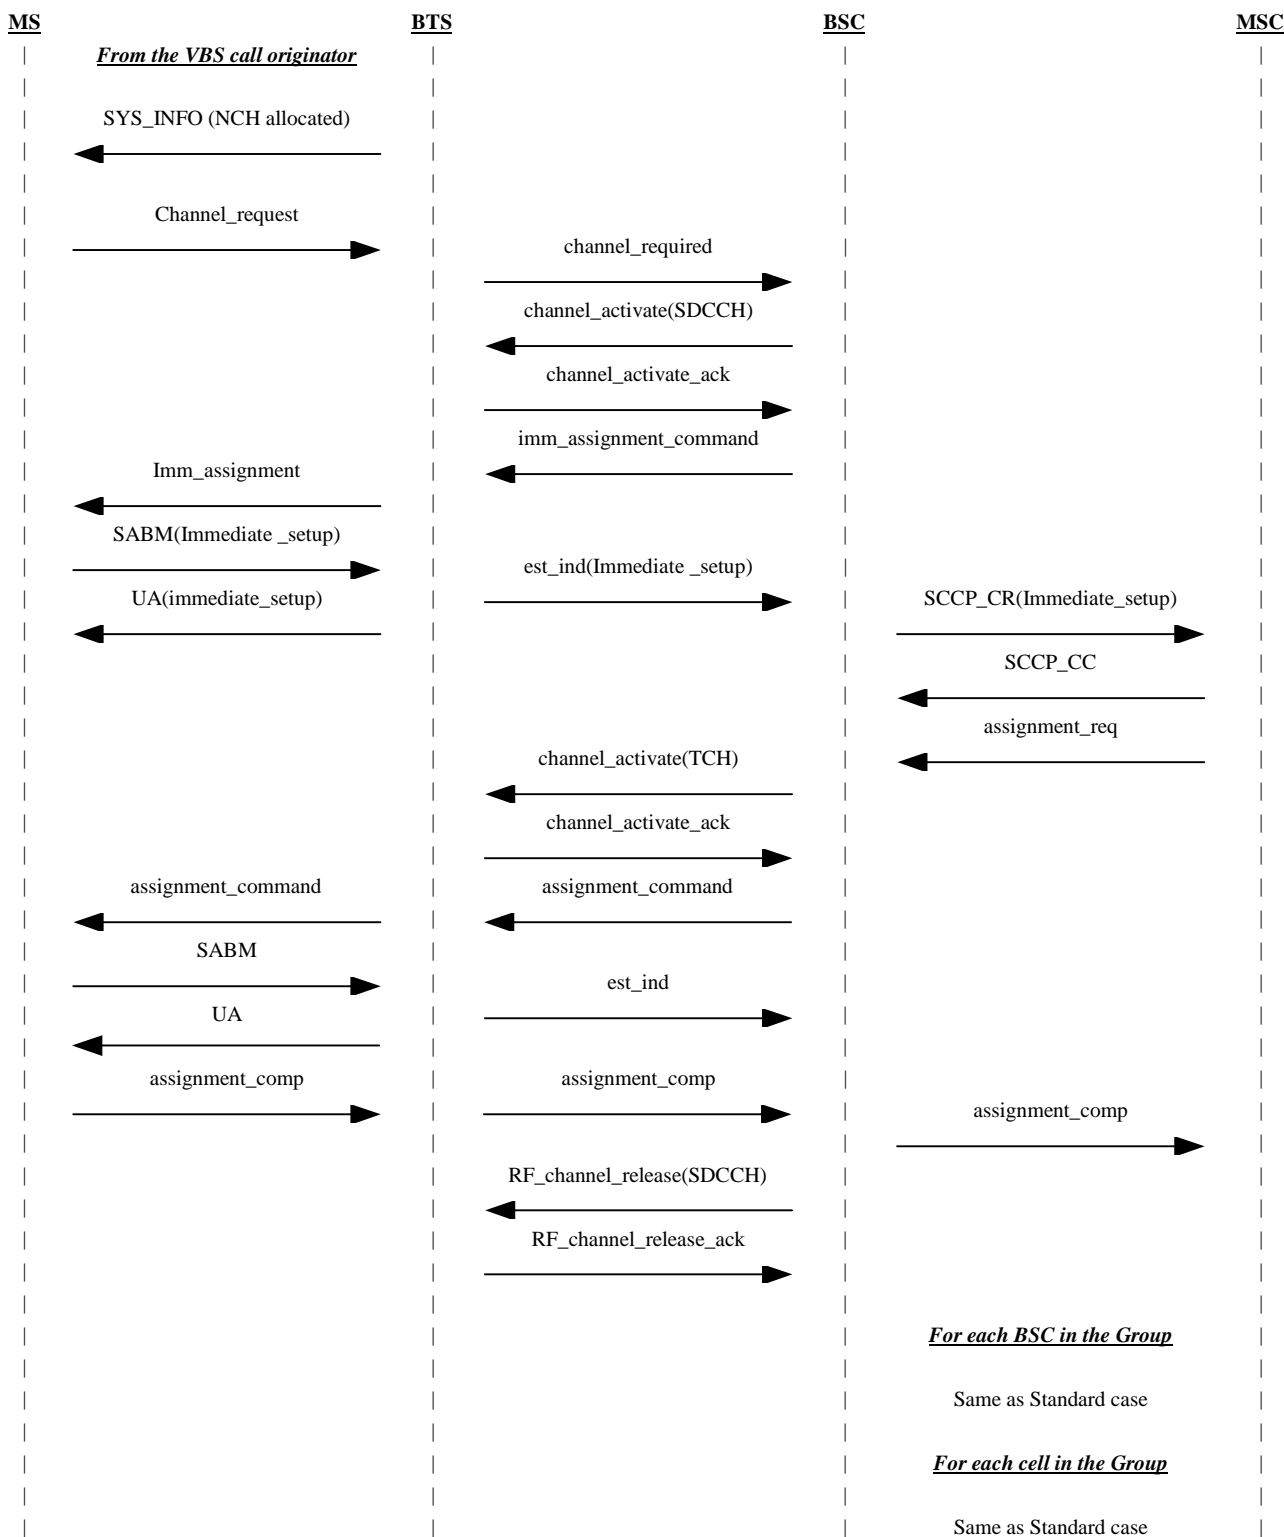 MS BTS BSC MSC
From the VBS call originator
SYS_INFO (NCH allocated)
Channel_request
channel_required
channel_activate(SDCCH)
channel_activate_ack
imm_assignment_command
Imm_assignment
SABM(Immediate _setup)
est_ind(Immediate _setup)
UA(immediate_setup)
SCCP_CR(Immediate_setup)
SCCP_CC
assignment_req
channel_activate(TCH)
channel_activate_ack
assignment_command assignment_command
SABM
est_ind
UA
assignment_comp assignment_comp
assignment_comp
RF_channel_release(SDCCH)
RF_channel_release_ack
For each BSC in the Group
Same as Standard case
For each cell in the Group
Same as Standard case